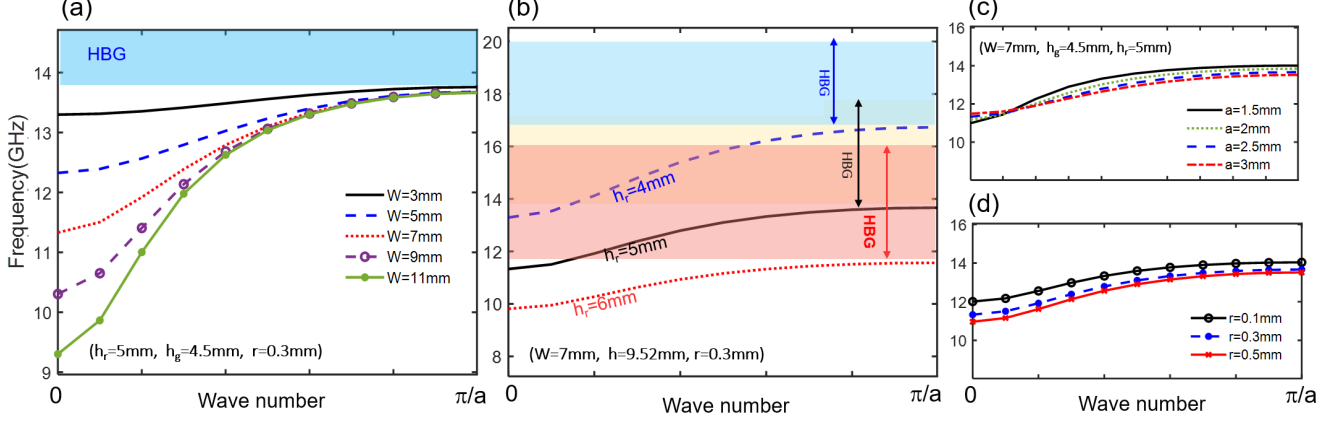 (a)
HBG
Frequency(GHz)
14
13
12
11
10
9
W=3mm
W=5mm
W=7mm
W=9mm
W=11mm
(hr=5mm, hg=4.5mm, r=0.3mm)
0
Wave number
π/a
(b)
20
18
16
14
12
10
8
HBG
HBG
HBG
hr=4mm
hr=5mm
hr=6mm
(W=7mm, h=9.52mm, r=0.3mm)
0
Wave number
π/a
(c)
16
14
12
10
(W=7mm, hg=4.5mm, hr=5mm)
a=1.5mm
a=2mm
a=2.5mm
a=3mm
(d)
16
14
12
10
r=0.1mm
r=0.3mm
r=0.5mm
0
Wave number
π/a